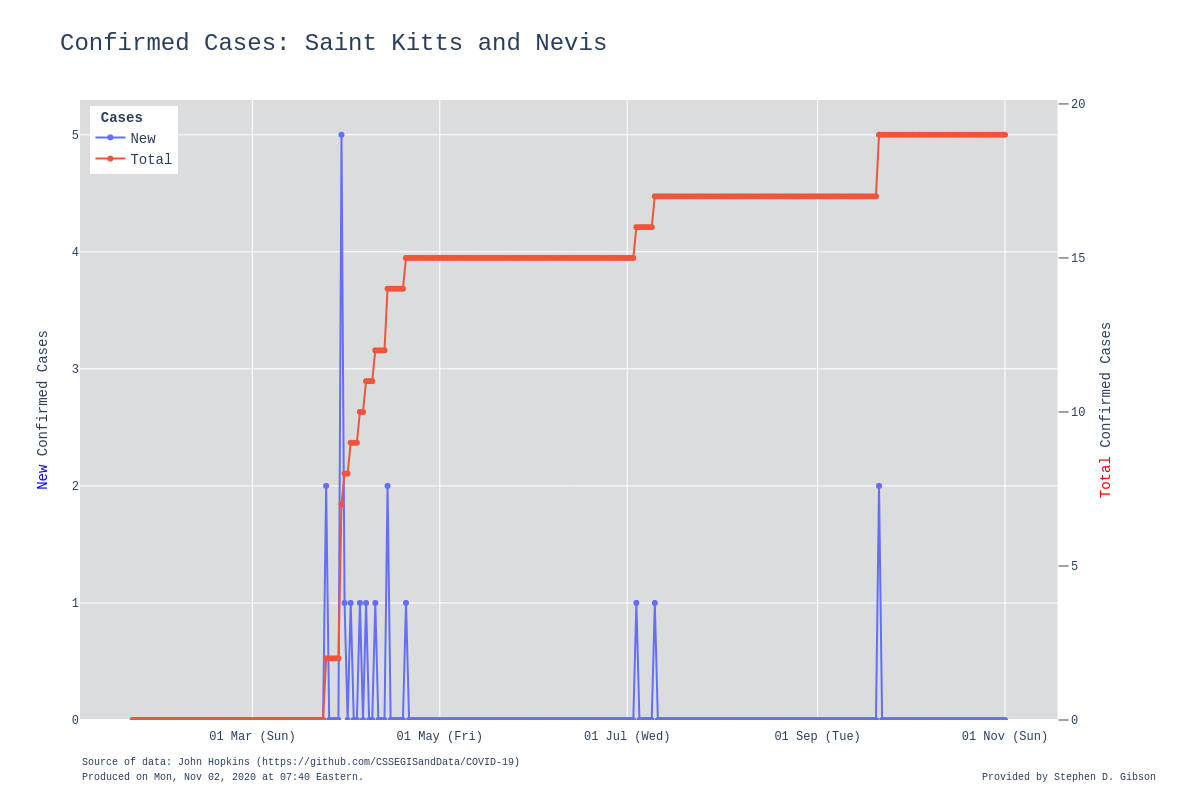 Confirmed Cases: Saint Kitts and Nevis
Cases
New
Total
5
4
3
2
1
0
New Confirmed Cases
20
15
10
5
0
Total Confirmed Cases
01 Mar (Sun)
01 May (Fri)
01 Jul (Wed)
01 Sep (Tue)
01 Nov (Sun)
Source of data: John Hopkins (https://github.com/CSSEGISandData/COVID-19)
Produced on Mon, Nov 02, 2020 at 07:40 Eastern.
Provided by Stephen D. Gibson